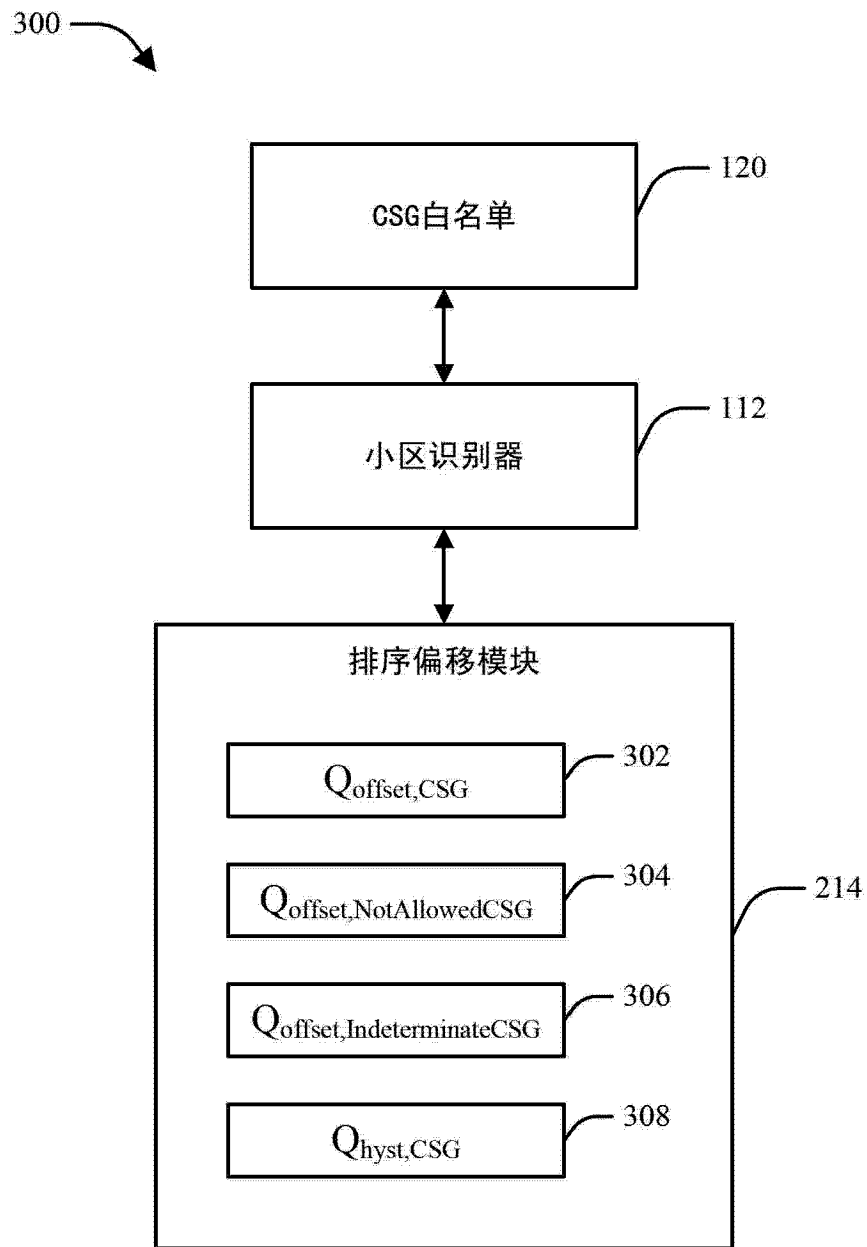 300
120
CSG白名单
112
小区识别器
排序偏移模块
302
Qoffset,CSG
304
Qoffset,NotAllowedCSG
214
306
Qoffset,IndeterminateCSG
308
Qhyst,CSG